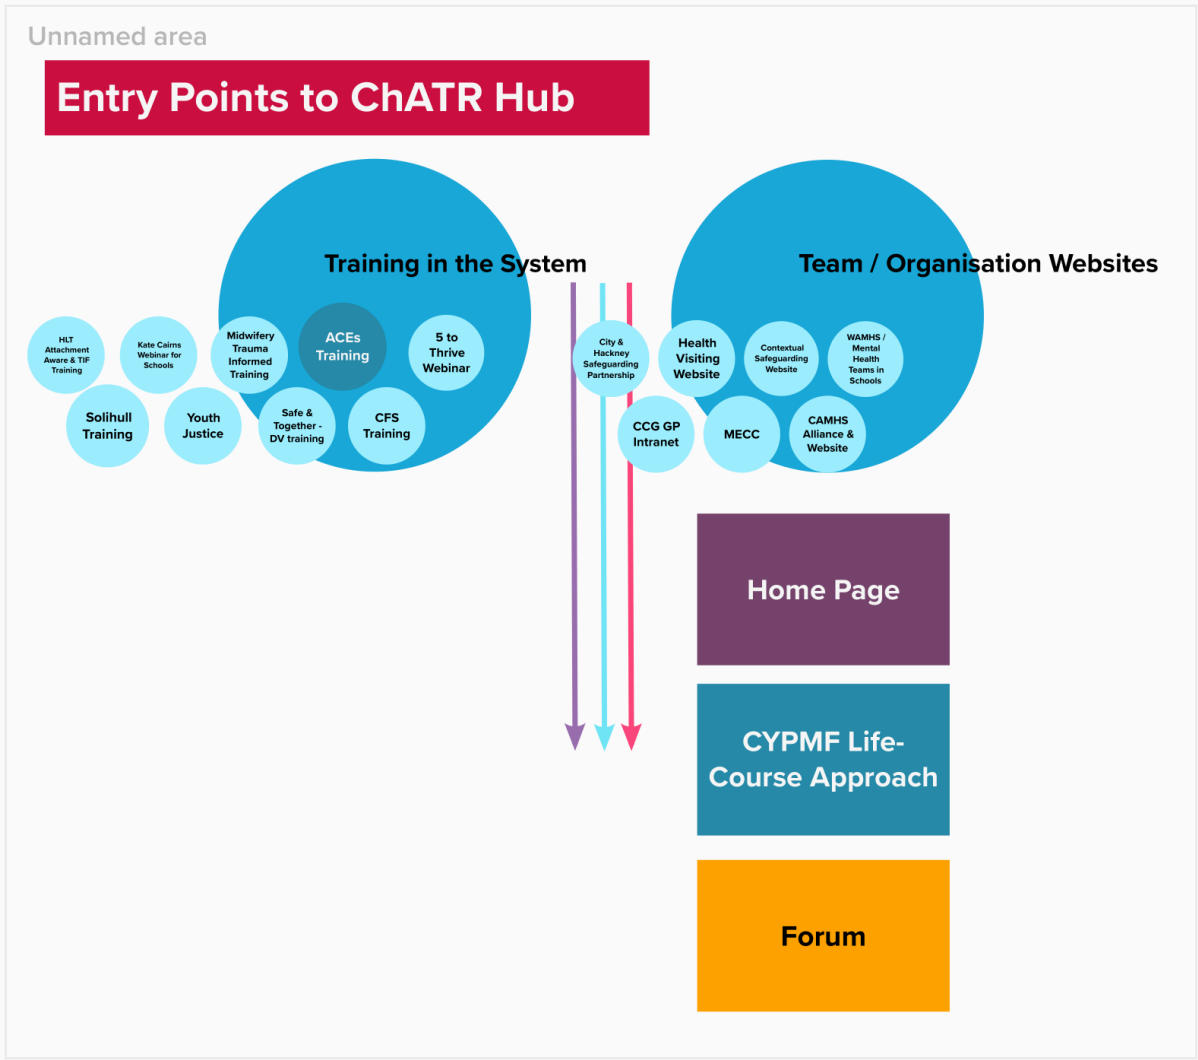 Unnamed area
Entry Points to ChATR Hub
Training in the System
HLT
Attachment
Aware & TIF
Training
Kate Cairns
Webinar for
Schools
Midwifery
Trauma
Informed
Training
ACEs
Training
5 to
Thrive
Webinar
Solihull
Training
Youth
Justice
Safe &
Together -
DV training
CFS
Training
Team / Organisation Websites
City &
Hackney
Safeguarding
Partnership
Health
Visiting
Website
Contextual
Safeguarding
Website
WAMHS /
Mental
Health
Teams in
Schools
CCG GP
Intranet
MECC
CAMHS
Alliance &
Website
Home Page
CYPMF Life-
Course Approach
Forum